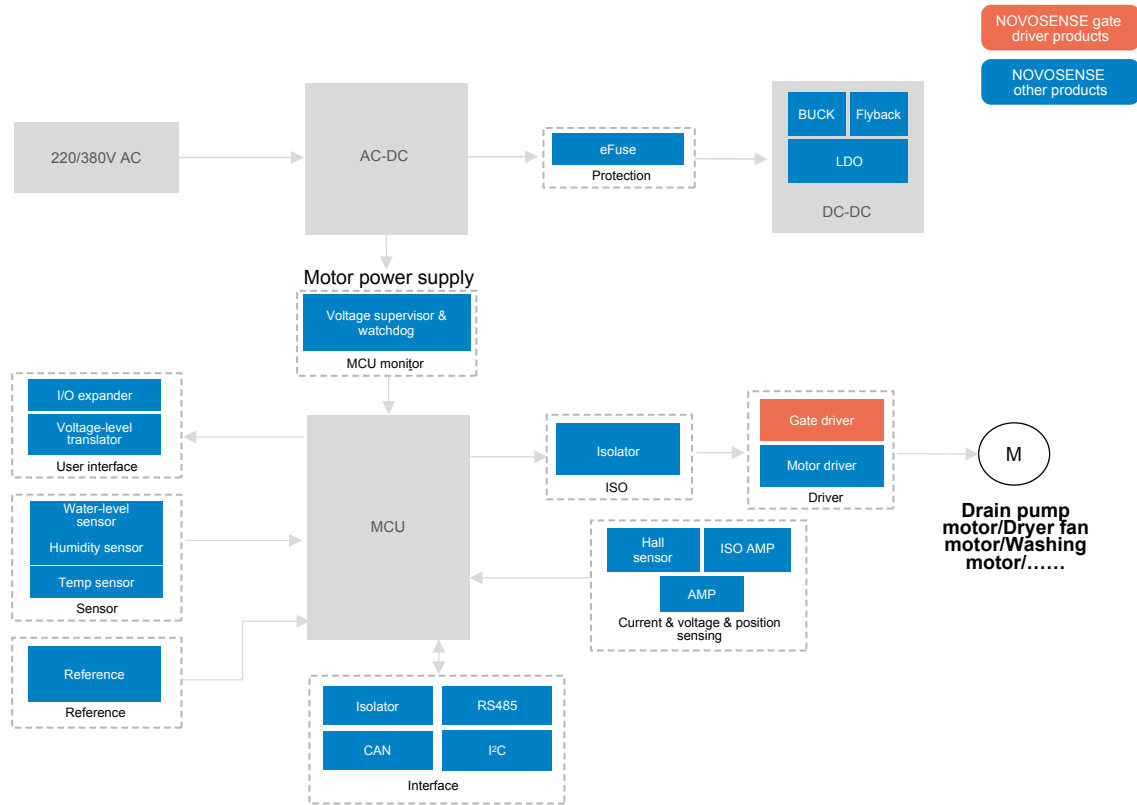 NOVOSENSE gate
driver products
NOVOSENSE
other products
220/380V AC
AC-DC
eFuse
Protection
BUCK
Flyback
LDO
DC-DC
Motor power supply
Voltage supervisor &
watchdog
MCU monitor
I/O expander
Voltage-level
translator
User interface
Water-level
sensor
Humidity sensor
Temp sensor
Sensor
Reference
Reference
MCU
Isolator
ISO
Gate driver
Motor driver
Driver
M
Drain pump
motor/Dryer fan
motor/Washing
motor/……
Hall
sensor
ISO AMP
AMP
Current & voltage & position
sensing
Isolator
RS485
CAN
I²C
Interface